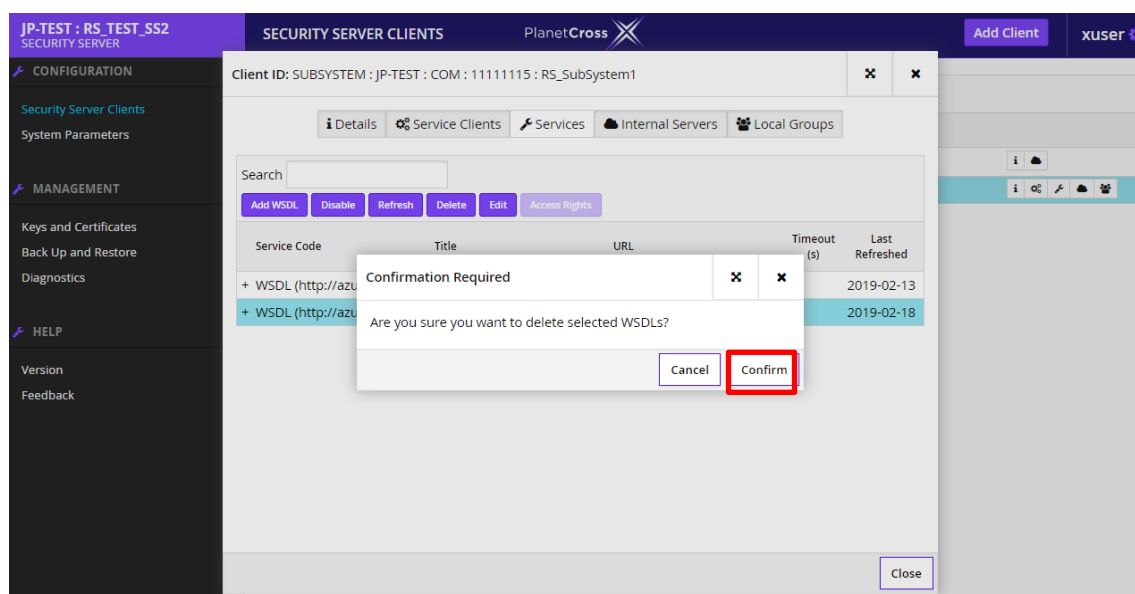 JP-TEST : RS_TEST_SS2
SECURITY SERVER
SECURITY SERVER CLIENTS
PlanetCross
Add Client
xuser
CONFIGURATION
Security Server Clients
System Parameters
MANAGEMENT
Keys and Certificates
Back Up and Restore
Diagnostics
HELP
Version
Feedback
Client ID: SUBSYSTEM : JP-TEST : COM : 11111115 : RS_SubSystem1
Details Service Clients Services Internal Servers Local Groups
Search
Add WSDL Disable Refresh Delete Edit Access Rights
Service Code Title URL Timeout (s) Last Refreshed
+ WSDL (http://azu 2019-02-13
+ WSDL (http://azu 2019-02-18
Confirmation Required
Are you sure you want to delete selected WSDLs?
Cancel Confirm
Close